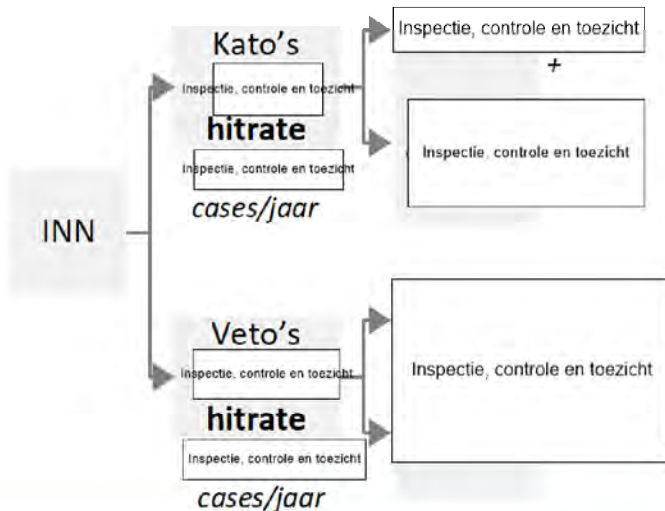 INN
Kato's
Inspectie, controle en toezicht
hitrate
Inspectie, controle en toezicht
cases/jaar
Inspectie, controle en toezicht
+
Inspectie, controle en toezicht
Veto's
Inspectie, controle en toezicht
hitrate
Inspectie, controle en toezicht
cases/jaar
Inspectie, controle en toezicht